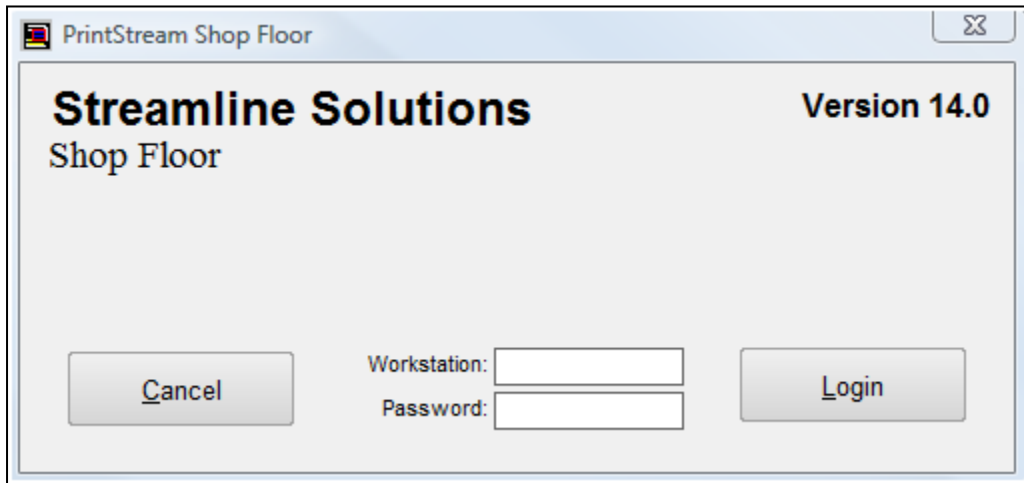 PrintStream Shop Floor
Streamline Solutions
Version 14.0
Shop Floor
Workstation:
Cancel
Login
Password: